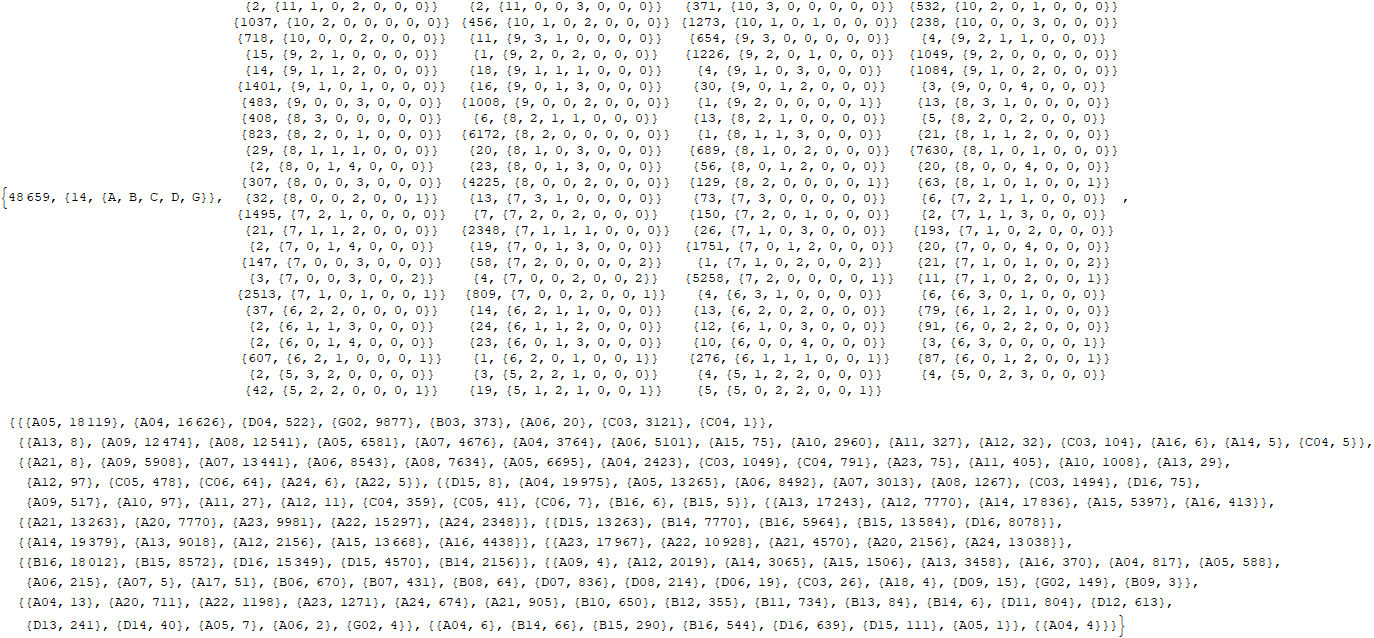 {2, {11, 1, 0, 2, 0, 0, 0}} {2, {11, 0, 0, 3, 0, 0, 0}} {371, {10, 3, 0, 0, 0, 0, 0}} {532, {10, 2, 0, 1, 0, 0, 0}}
{1037, {10, 2, 0, 0, 0, 0, 0}} {456, {10, 1, 0, 2, 0, 0, 0}} {1273, {10, 1, 0, 1, 0, 0, 0}} {238, {10, 0, 0, 3, 0, 0, 0}}
{718, {10, 0, 0, 2, 0, 0, 0}} {11, {9, 3, 1, 0, 0, 0, 0}} {654, {9, 3, 0, 0, 0, 0, 0}} {4, {9, 2, 1, 1, 0, 0, 0}}
{15, {9, 2, 1, 0, 0, 0, 0}} {1, {9, 2, 0, 2, 0, 0, 0}} {1226, {9, 2, 0, 1, 0, 0, 0}} {1049, {9, 2, 0, 0, 0, 0, 0}}
{14, {9, 1, 1, 2, 0, 0, 0}} {18, {9, 1, 1, 1, 0, 0, 0}} {4, {9, 1, 0, 3, 0, 0, 0}} {1084, {9, 1, 0, 2, 0, 0, 0}}
{1401, {9, 1, 0, 1, 0, 0, 0}} {16, {9, 0, 1, 3, 0, 0, 0}} {30, {9, 0, 0, 1, 2, 0, 0, 0}} {3, {9, 0, 0, 4, 0, 0, 0}}
{483, {9, 0, 0, 3, 0, 0, 0}} {1008, {9, 0, 0, 2, 0, 0, 0}} {1, {9, 2, 0, 0, 0, 0, 1}} {13, {8, 3, 1, 0, 0, 0, 0}}
{408, {8, 3, 0, 0, 0, 0, 0}} {6, {8, 2, 1, 1, 0, 0, 0}} {13, {8, 2, 1, 0, 0, 0, 0}} {5, {8, 2, 0, 2, 0, 0, 0}}
{823, {8, 2, 0, 1, 0, 0, 0}} {6172, {8, 2, 0, 0, 0, 0, 0}} {1, {8, 1, 1, 3, 0, 0, 0}} {21, {8, 1, 1, 2, 0, 0, 0}}
{29, {8, 1, 1, 1, 0, 0, 0}} {20, {8, 1, 0, 3, 0, 0, 0}} {689, {8, 1, 0, 2, 0, 0, 0}} {7630, {8, 1, 0, 1, 0, 0, 0}}
{2, {8, 0, 1, 4, 0, 0, 0}} {23, {8, 0, 1, 3, 0, 0, 0}} {56, {8, 0, 1, 2, 0, 0, 0}} {20, {8, 0, 0, 4, 0, 0, 0}}
{48 659, {14, {A, B, C, D, G}}, {307, {8, 0, 0, 3, 0, 0, 0}} {4225, {8, 0, 0, 2, 0, 0, 0}} {129, {8, 2, 0, 0, 0, 0, 1}} {63, {8, 1, 0, 1, 0, 0, 1}}
{32, {8, 0, 0, 2, 0, 0, 1}} {13, {7, 3, 1, 0, 0, 0, 0}} {73, {7, 3, 0, 0, 0, 0, 0}} {6, {7, 2, 1, 1, 0, 0, 0}} ,
{1495, {7, 2, 1, 0, 0, 0, 0}} {7, {7, 2, 0, 2, 0, 0, 0}} {150, {7, 2, 0, 1, 0, 0, 0}} {2, {7, 1, 1, 3, 0, 0, 0}}
{21, {7, 1, 1, 2, 0, 0, 0}} {2348, {7, 1, 1, 1, 0, 0, 0}} {26, {7, 1, 0, 3, 0, 0, 0}} {193, {7, 1, 0, 2, 0, 0, 0}}
{2, {7, 0, 1, 4, 0, 0, 0}} {19, {7, 0, 1, 3, 0, 0, 0}} {1751, {7, 0, 1, 2, 0, 0, 0}} {20, {7, 0, 0, 4, 0, 0, 0}}
{147, {7, 0, 0, 3, 0, 0, 0}} {58, {7, 2, 0, 0, 0, 0, 2}} {1, {7, 1, 0, 2, 0, 0, 2}} {21, {7, 1, 0, 1, 0, 0, 2}}
{3, {7, 0, 0, 3, 0, 0, 2}} {4, {7, 0, 0, 2, 0, 0, 2}} {5258, {7, 2, 0, 0, 0, 0, 1}} {11, {7, 1, 0, 2, 0, 0, 1}}
{2513, {7, 1, 0, 1, 0, 0, 1}} {809, {7, 0, 0, 2, 0, 0, 1}} {4, {6, 3, 1, 0, 0, 0, 0}} {6, {6, 3, 0, 1, 0, 0, 0}}
{37, {6, 2, 2, 0, 0, 0, 0}} {14, {6, 2, 1, 1, 0, 0, 0}} {13, {6, 2, 0, 2, 0, 0, 0}} {79, {6, 1, 2, 1, 0, 0, 0}}
{2, {6, 1, 1, 3, 0, 0, 0}} {24, {6, 1, 1, 2, 0, 0, 0}} {12, {6, 1, 0, 3, 0, 0, 0}} {91, {6, 0, 2, 2, 0, 0, 0}}
{2, {6, 0, 1, 4, 0, 0, 0}} {23, {6, 0, 1, 3, 0, 0, 0}} {10, {6, 0, 0, 4, 0, 0, 0}} {3, {6, 3, 0, 0, 0, 0, 1}}
{607, {6, 2, 1, 0, 0, 0, 1}} {1, {6, 2, 0, 1, 0, 0, 1}} {276, {6, 1, 1, 1, 0, 0, 1}} {87, {6, 0, 1, 2, 0, 0, 1}}
{2, {5, 3, 2, 0, 0, 0, 0}} {3, {5, 2, 2, 1, 0, 0, 0}} {4, {5, 1, 2, 2, 0, 0, 0}} {4, {5, 0, 2, 3, 0, 0, 0}}
{42, {5, 2, 2, 0, 0, 0, 1}} {19, {5, 1, 2, 1, 0, 0, 1}} {5, {5, 0, 2, 2, 0, 0, 1}}
{{{A05, 18 119}, {A04, 16 626}, {D04, 522}, {G02, 9877}, {B03, 373}, {A06, 20}, {C03, 3121}, {C04, 1}},
{{A13, 8}, {A09, 12 474}, {A08, 12 541}, {A05, 6581}, {A07, 4676}, {A04, 3764}, {A06, 5101}, {A15, 75}, {A10, 2960}, {A11, 327}, {A12, 32}, {C03, 104}, {A16, 6}, {A14, 5}, {C04, 5}},
{{A21, 8}, {A09, 5908}, {A07, 13 441}, {A06, 8543}, {A08, 7634}, {A05, 6695}, {A04, 2423}, {C03, 1049}, {C04, 791}, {A23, 75}, {A11, 405}, {A10, 1008}, {A13, 29},
{A12, 97}, {C05, 478}, {C06, 64}, {A24, 6}, {A22, 5}}, {{D15, 8}, {A04, 19 975}, {A05, 13 265}, {A06, 8492}, {A07, 3013}, {A08, 1267}, {C03, 1494}, {D16, 75},
{A09, 517}, {A10, 97}, {A11, 27}, {A12, 11}, {C04, 359}, {C05, 41}, {C06, 7}, {B16, 6}, {B15, 5}}, {{A13, 17 243}, {A12, 7770}, {A14, 17 836}, {A15, 5397}, {A16, 413}},
{{A21, 13 263}, {A20, 7770}, {A23, 9981}, {A22, 15 297}, {A24, 2348}}, {{D15, 13 263}, {B14, 7770}, {B16, 5964}, {B15, 13 584}, {D16, 8078}},
{{A14, 19 379}, {A13, 9018}, {A12, 2156}, {A15, 13 668}, {A16, 4438}}, {{A23, 17 967}, {A22, 10 928}, {A21, 4570}, {A20, 2156}, {A24, 13 038}},
{{B16, 18 012}, {B15, 8572}, {D16, 15 349}, {D15, 4570}, {B14, 2156}}, {{A09, 4}, {A12, 2019}, {A14, 3065}, {A15, 1506}, {A13, 3458}, {A16, 370}, {A04, 817}, {A05, 588},
{A06, 215}, {A07, 5}, {A17, 51}, {B06, 670}, {B07, 431}, {B08, 64}, {D07, 836}, {D08, 214}, {D06, 19}, {C03, 26}, {A18, 4}, {D09, 15}, {G02, 149}, {B09, 3}},
{{A04, 13}, {A20, 711}, {A22, 1198}, {A23, 1271}, {A24, 674}, {A21, 905}, {B10, 650}, {B12, 355}, {B11, 734}, {B13, 84}, {B14, 6}, {D11, 804}, {D12, 613},
{D13, 241}, {D14, 40}, {A05, 7}, {A06, 2}, {G02, 4}}, {{A04, 6}, {B14, 66}, {B15, 290}, {B16, 544}, {D16, 639}, {D15, 111}, {A05, 1}}, {{A04, 4}}}}